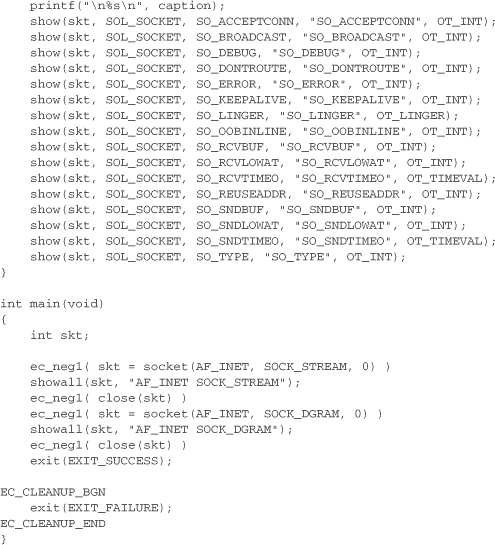 printf("\n%s\n", caption);
show(skt, SOL_SOCKET, SO_ACCEPTCONN, "SO_ACCEPTCONN", OT_INT);
show(skt, SOL_SOCKET, SO_BROADCAST, "SO_BROADCAST", OT_INT);
show(skt, SOL_SOCKET, SO_DEBUG, "SO_DEBUG", OT_INT);
show(skt, SOL_SOCKET, SO_DONTROUTE, "SO_DONTROUTE", OT_INT);
show(skt, SOL_SOCKET, SO_ERROR, "SO_ERROR", OT_INT);
show(skt, SOL_SOCKET, SO_KEEPALIVE, "SO_KEEPALIVE", OT_INT);
show(skt, SOL_SOCKET, SO_LINGER, "SO_LINGER", OT_LINGER);
show(skt, SOL_SOCKET, SO_OOBINLINE, "SO_OOBINLINE", OT_INT);
show(skt, SOL_SOCKET, SO_RCVBUF, "SO_RCVBUF", OT_INT);
show(skt, SOL_SOCKET, SO_RCVLOWAT, "SO_RCVLOWAT", OT_INT);
show(skt, SOL_SOCKET, SO_RCVTIMEO, "SO_RCVTIMEO", OT_TIMEVAL);
show(skt, SOL_SOCKET, SO_REUSEADDR, "SO_REUSEADDR", OT_INT);
show(skt, SOL_SOCKET, SO_SNDBUF, "SO_SNDBUF", OT_INT);
show(skt, SOL_SOCKET, SO_SNDLOWAT, "SO_SNDLOWAT", OT_INT);
show(skt, SOL_SOCKET, SO_SNDTIMEO, "SO_SNDTIMEO", OT_TIMEVAL);
show(skt, SOL_SOCKET, SO_TYPE, "SO_TYPE", OT_INT);
}
int main(void)
{
int skt;
ec_neg1( skt = socket(AF_INET, SOCK_STREAM, 0) )
showall(skt, "AF_INET SOCK_STREAM");
ec_neg1( close(skt) )
ec_neg1( skt = socket(AF_INET, SOCK_DGRAM, 0) )
showall(skt, "AF_INET SOCK_DGRAM");
ec_neg1( close(skt) )
exit(EXIT_SUCCESS);
EC_CLEANUP_BGN
exit(EXIT_FAILURE);
EC_CLEANUP_END
}